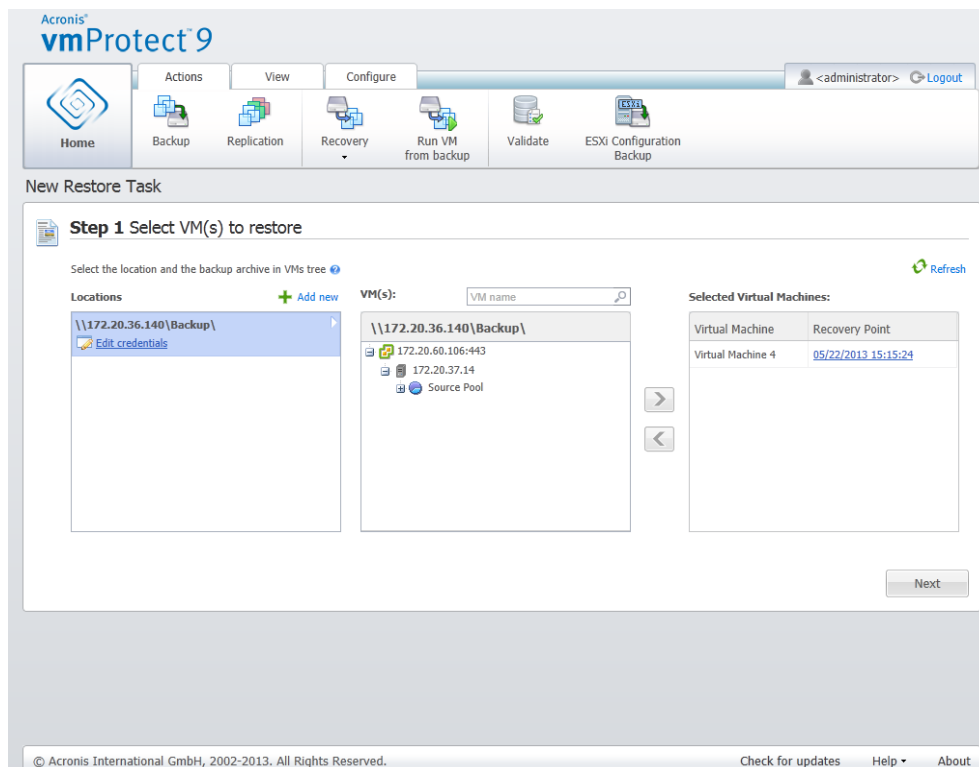 Acronis®
vmProtect™ 9
Actions View Configure
<administrator> Logout
Home
Backup
Replication
Recovery
Run VM
from backup
Validate
ESXi
ESXi Configuration
Backup
New Restore Task
Step 1 Select VM(s) to restore
Select the location and the backup archive in VMs tree
Refresh
Locations
Add new
\\172.20.36.140\Backup\
Edit credentials
VM(s):
VM name
\\172.20.36.140\Backup\
172.20.60.106:443
172.20.37.14
Source Pool
Selected Virtual Machines:
Virtual Machine Recovery Point
Virtual Machine 4 05/22/2013 15:15:24
Next
© Acronis International GmbH, 2002-2013. All Rights Reserved.
Check for updates Help About